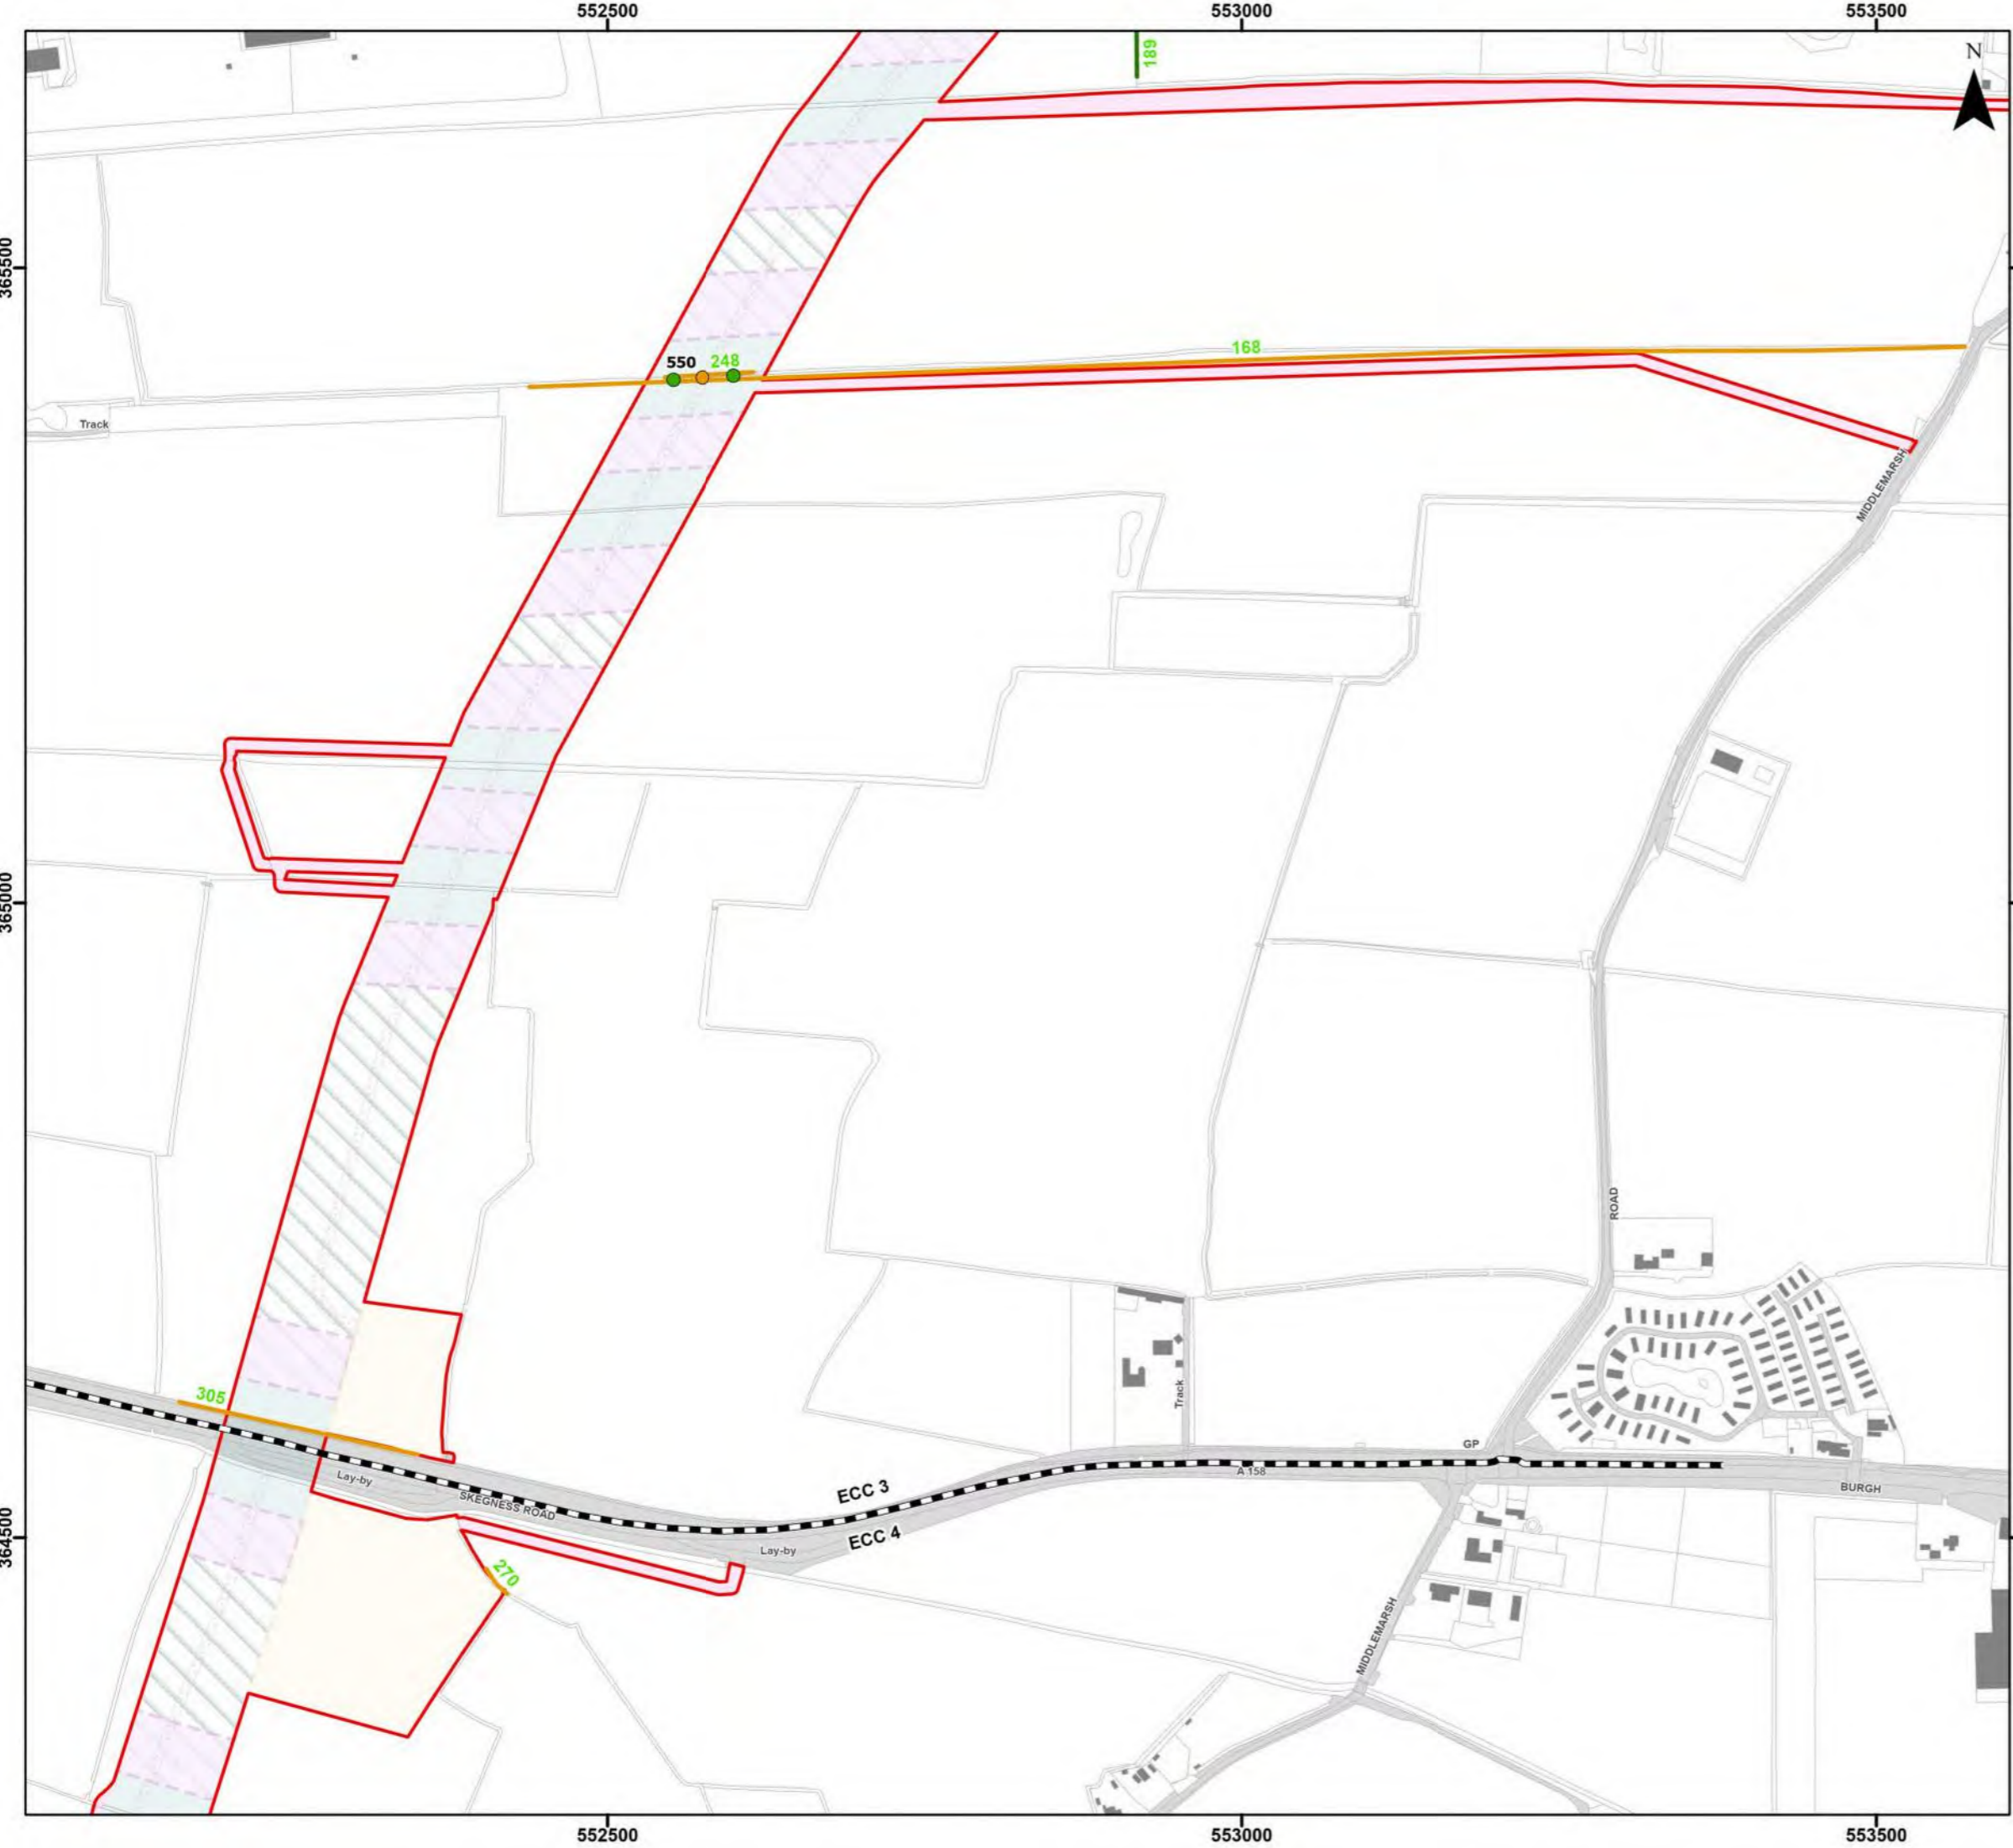 552500
553000
553500
189
N
365500
550
248
168
Track
MIDDLEMARSH
365000
ROAD
305
Track
GP
Lay-by
SKEGNESS ROAD
ECC 3
A 158
BURGH
364500
ECC 4
Lay-by
270
MIDDLEMARSH
552500
553000
553500